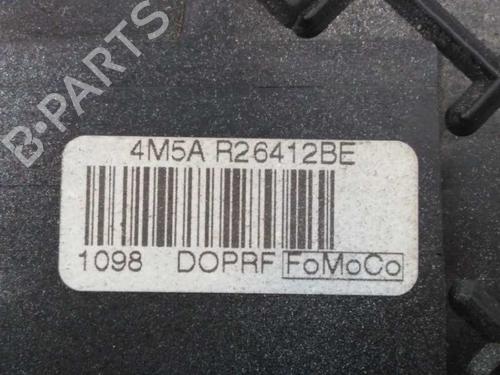 B-PARTS
4M5A R26412BE
1098 DOPRF FoMoCo